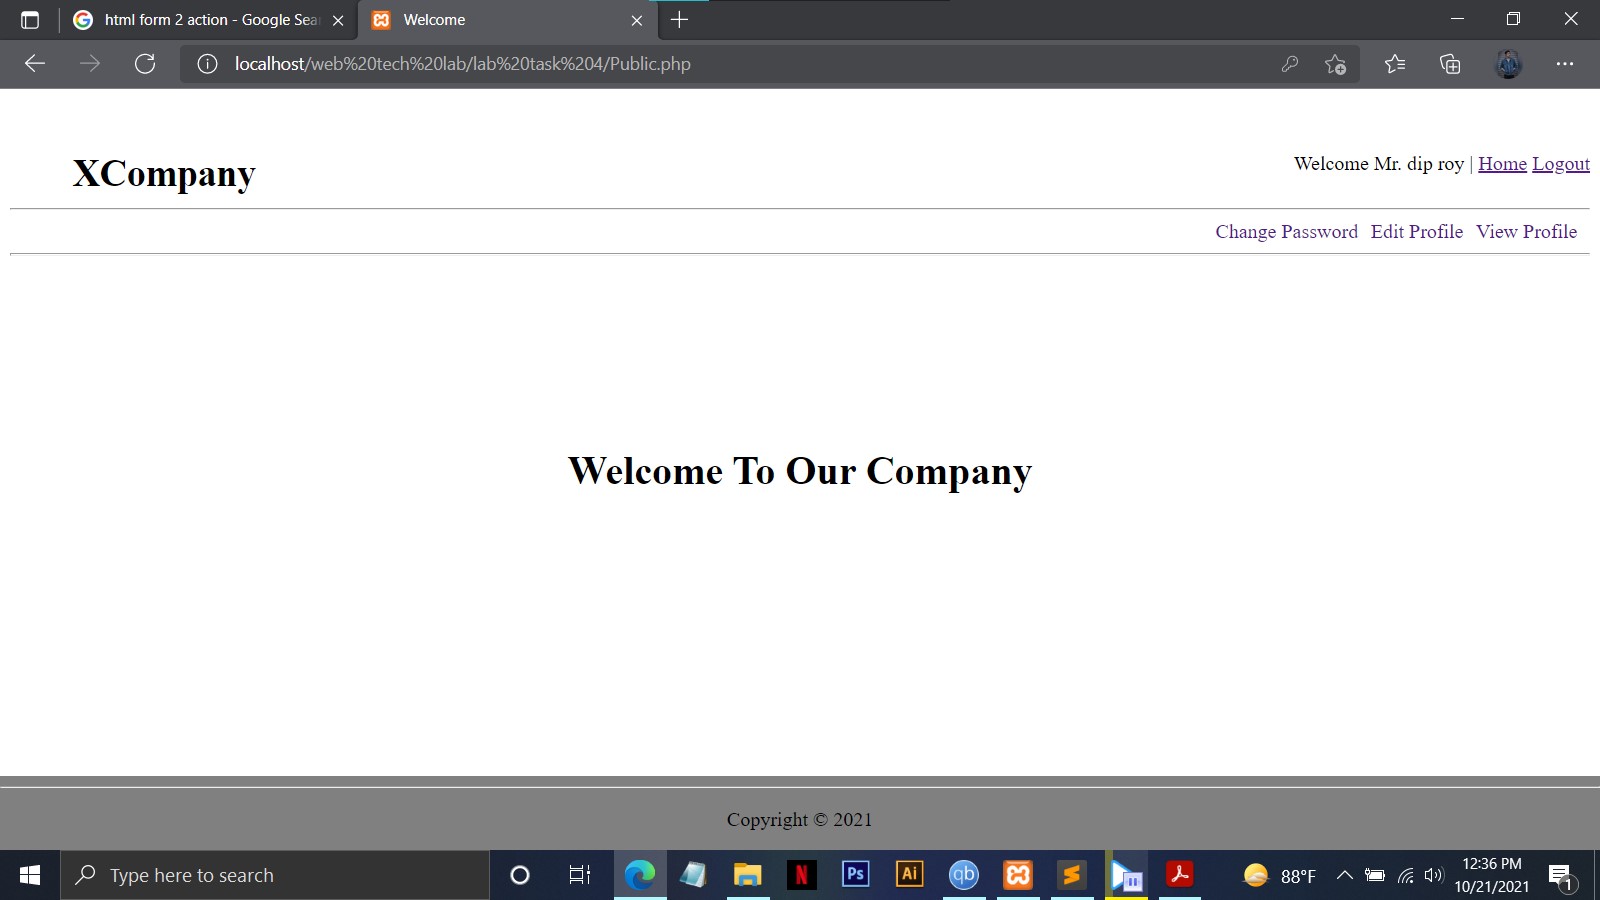 html form 2 action - Google Sea
Welcome
localhost/web%20tech%20lab/lab%20task%204/Public.php
XCompany
Welcome Mr. dip roy | Home Logout
Change Password Edit Profile View Profile
Welcome To Our Company
Copyright © 2021
Type here to search
Ps
Ai
qb
88°F
12:36 PM
10/21/2021
1